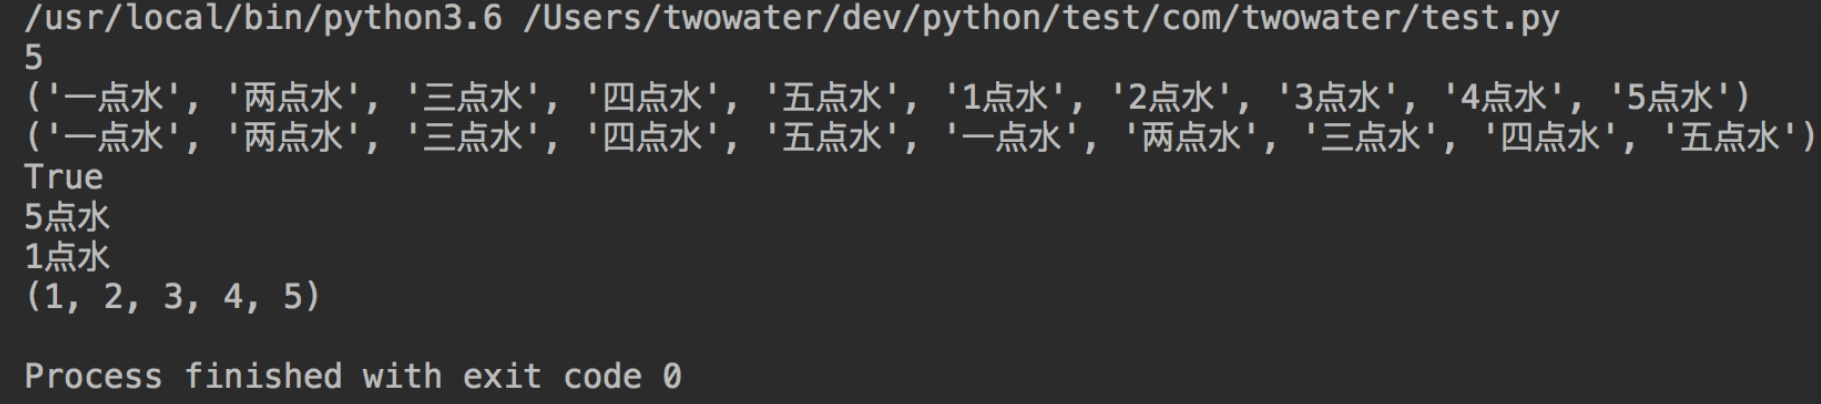 /usr/local/bin/python3.6 /Users/twowater/dev/python/test/com/twowater/test.py
5
('一点水', '两点水', '三点水', '四点水', '五点水', '1点水', '2点水', '3点水', '4点水', '5点水')
('一点水', '两点水', '三点水', '四点水', '五点水', '一点水', '两点水', '三点水', '四点水', '五点水')
True
5点水
1点水
(1, 2, 3, 4, 5)
Process finished with exit code 0